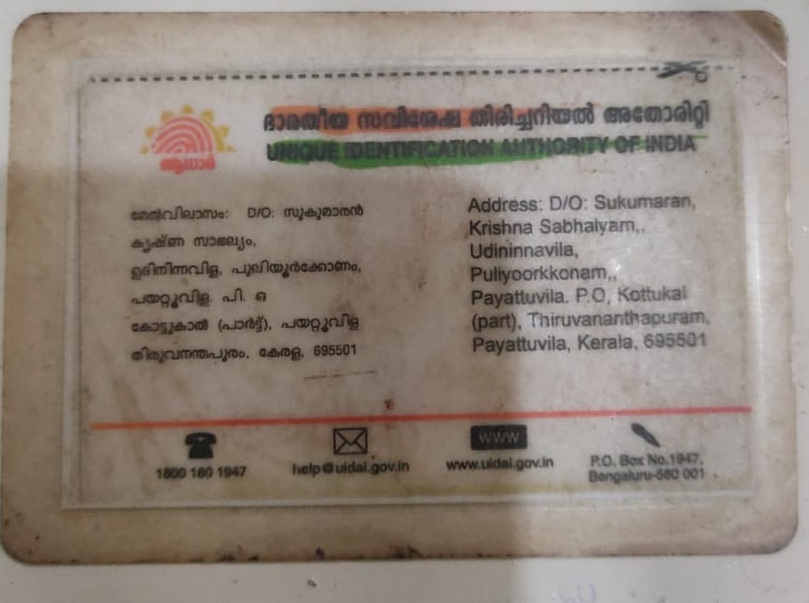 ഭാരതീയ സവിശേഷ തിരിച്ചറിയൽ അതോറിറ്റി
UNIQUE IDENTIFICATION AUTHORITY OF INDIA
ആധാർ
മേൽവിലാസം: D/O: സുകുമാരൻ
കൃഷ്ണ സാഭല്യം,
ഉദിനിന്നവിള, പുലിയൂർക്കോണം,
പയറ്റുവിള. പി. ഒ
കോട്ടുകാൽ (പാർട്ട്), പയറ്റുവിള
തിരുവനന്തപുരം, കേരള, 695501
Address: D/O: Sukumaran,
Krishna Sabhalyam,,
Udininnavila,
Puliyoorkkonam,,
Payattuvila. P.O, Kottukal
(part), Thiruvananthapuram,
Payattuvila, Kerala, 695501
1800 180 1947
help@uidai.gov.in
WWW
www.uidai.gov.in
P.O. Box No.1947,
Bengaluru-560 001